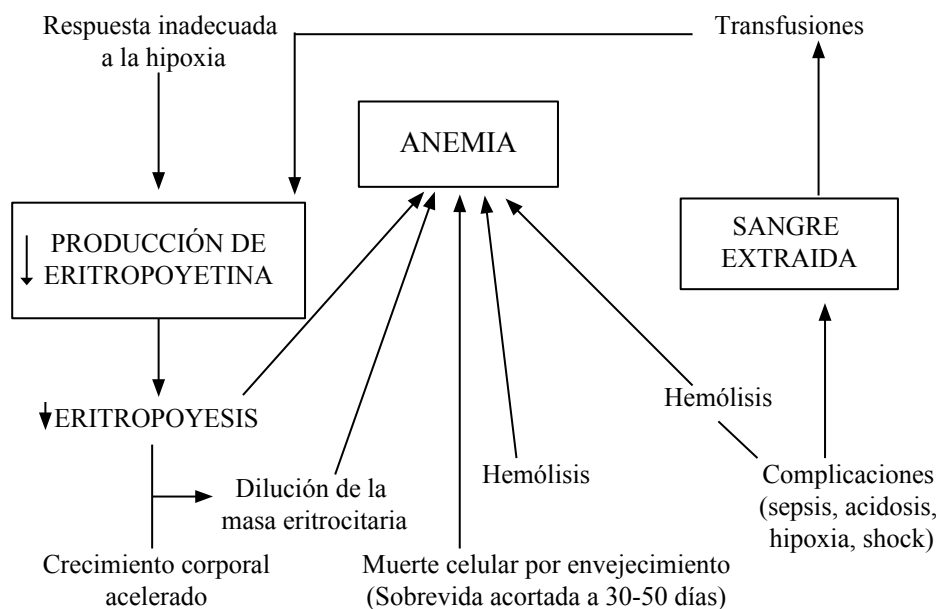 Respuesta inadecuada
a la hipoxia
Transfusiones
ANEMIA
PRODUCCIÓN DE
ERITROPOYETINA
SANGRE
EXTRAIDA
ERITROPOYESIS
Hemólisis
Dilución de la
masa eritrocitaria
Hemólisis
Complicaciones
(sepsis, acidosis,
hipoxia, shock)
Crecimiento corporal
acelerado
Muerte celular por envejecimiento
(Sobrevida acortada a 30-50 días)